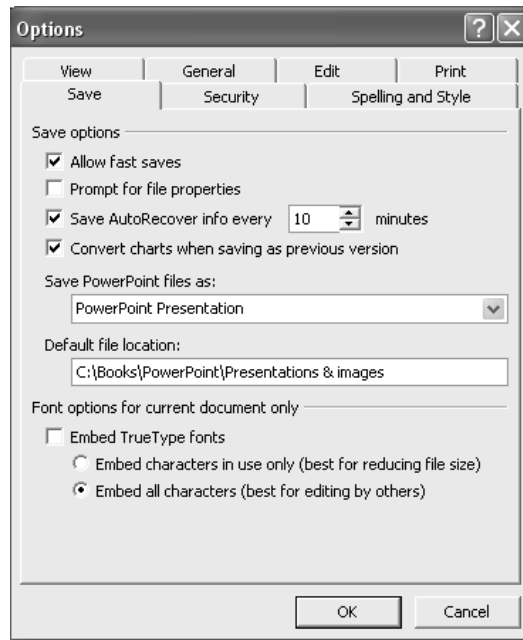 Options
View General Edit Print
Save Security Spelling and Style
Save options
Allow fast saves
Prompt for file properties
Save AutoRecover info every 10 minutes
Convert charts when saving as previous version
Save PowerPoint files as:
PowerPoint Presentation
Default file location:
C:\Books\PowerPoint\Presentations & images
Font options for current document only
Embed TrueType fonts
Embed characters in use only (best for reducing file size)
Embed all characters (best for editing by others)
OK Cancel